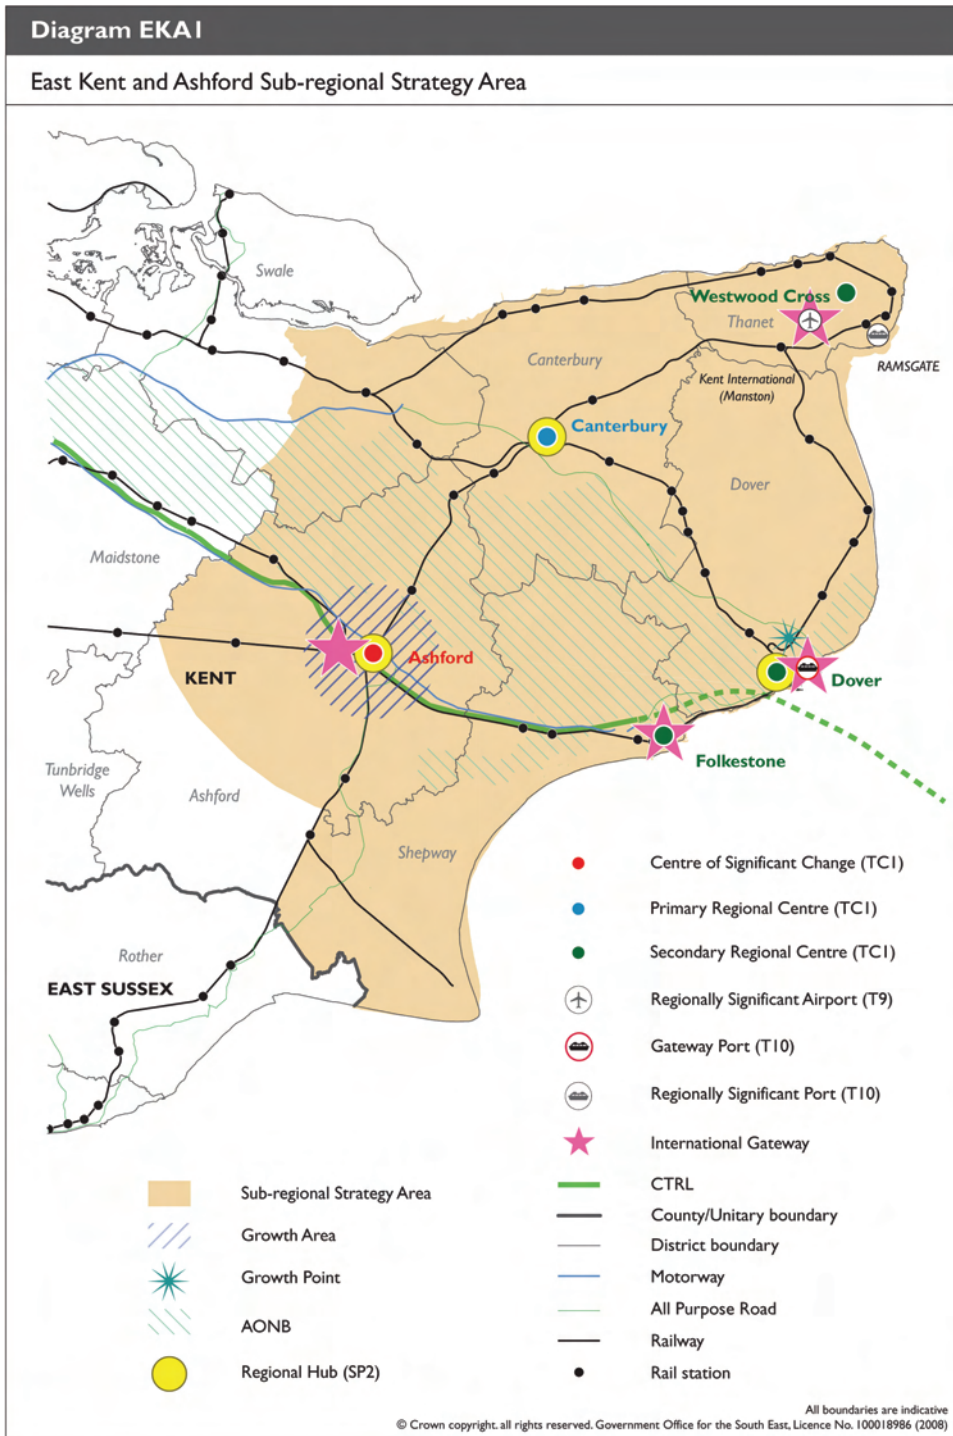 Diagram EKA1
East Kent and Ashford Sub-regional Strategy Area
Swale
Westwood Cross
Thanet
RAMSGATE
Canterbury
Kent International
(Manston)
Canterbury
Dover
Maidstone
Ashford
KENT
Dover
Folkestone
Tunbridge
Wells
Ashford
Shepway
Rother
EAST SUSSEX
Centre of Significant Change (TC1)
Primary Regional Centre (TC1)
Secondary Regional Centre (TC1)
Regionally Significant Airport (T9)
Gateway Port (T10)
Regionally Significant Port (T10)
International Gateway
CTRL
County/Unitary boundary
District boundary
Motorway
All Purpose Road
Railway
Rail station
Sub-regional Strategy Area
Growth Area
Growth Point
AONB
Regional Hub (SP2)
All boundaries are indicative
© Crown copyright. all rights reserved. Government Office for the South East, Licence No. 100018986 (2008)